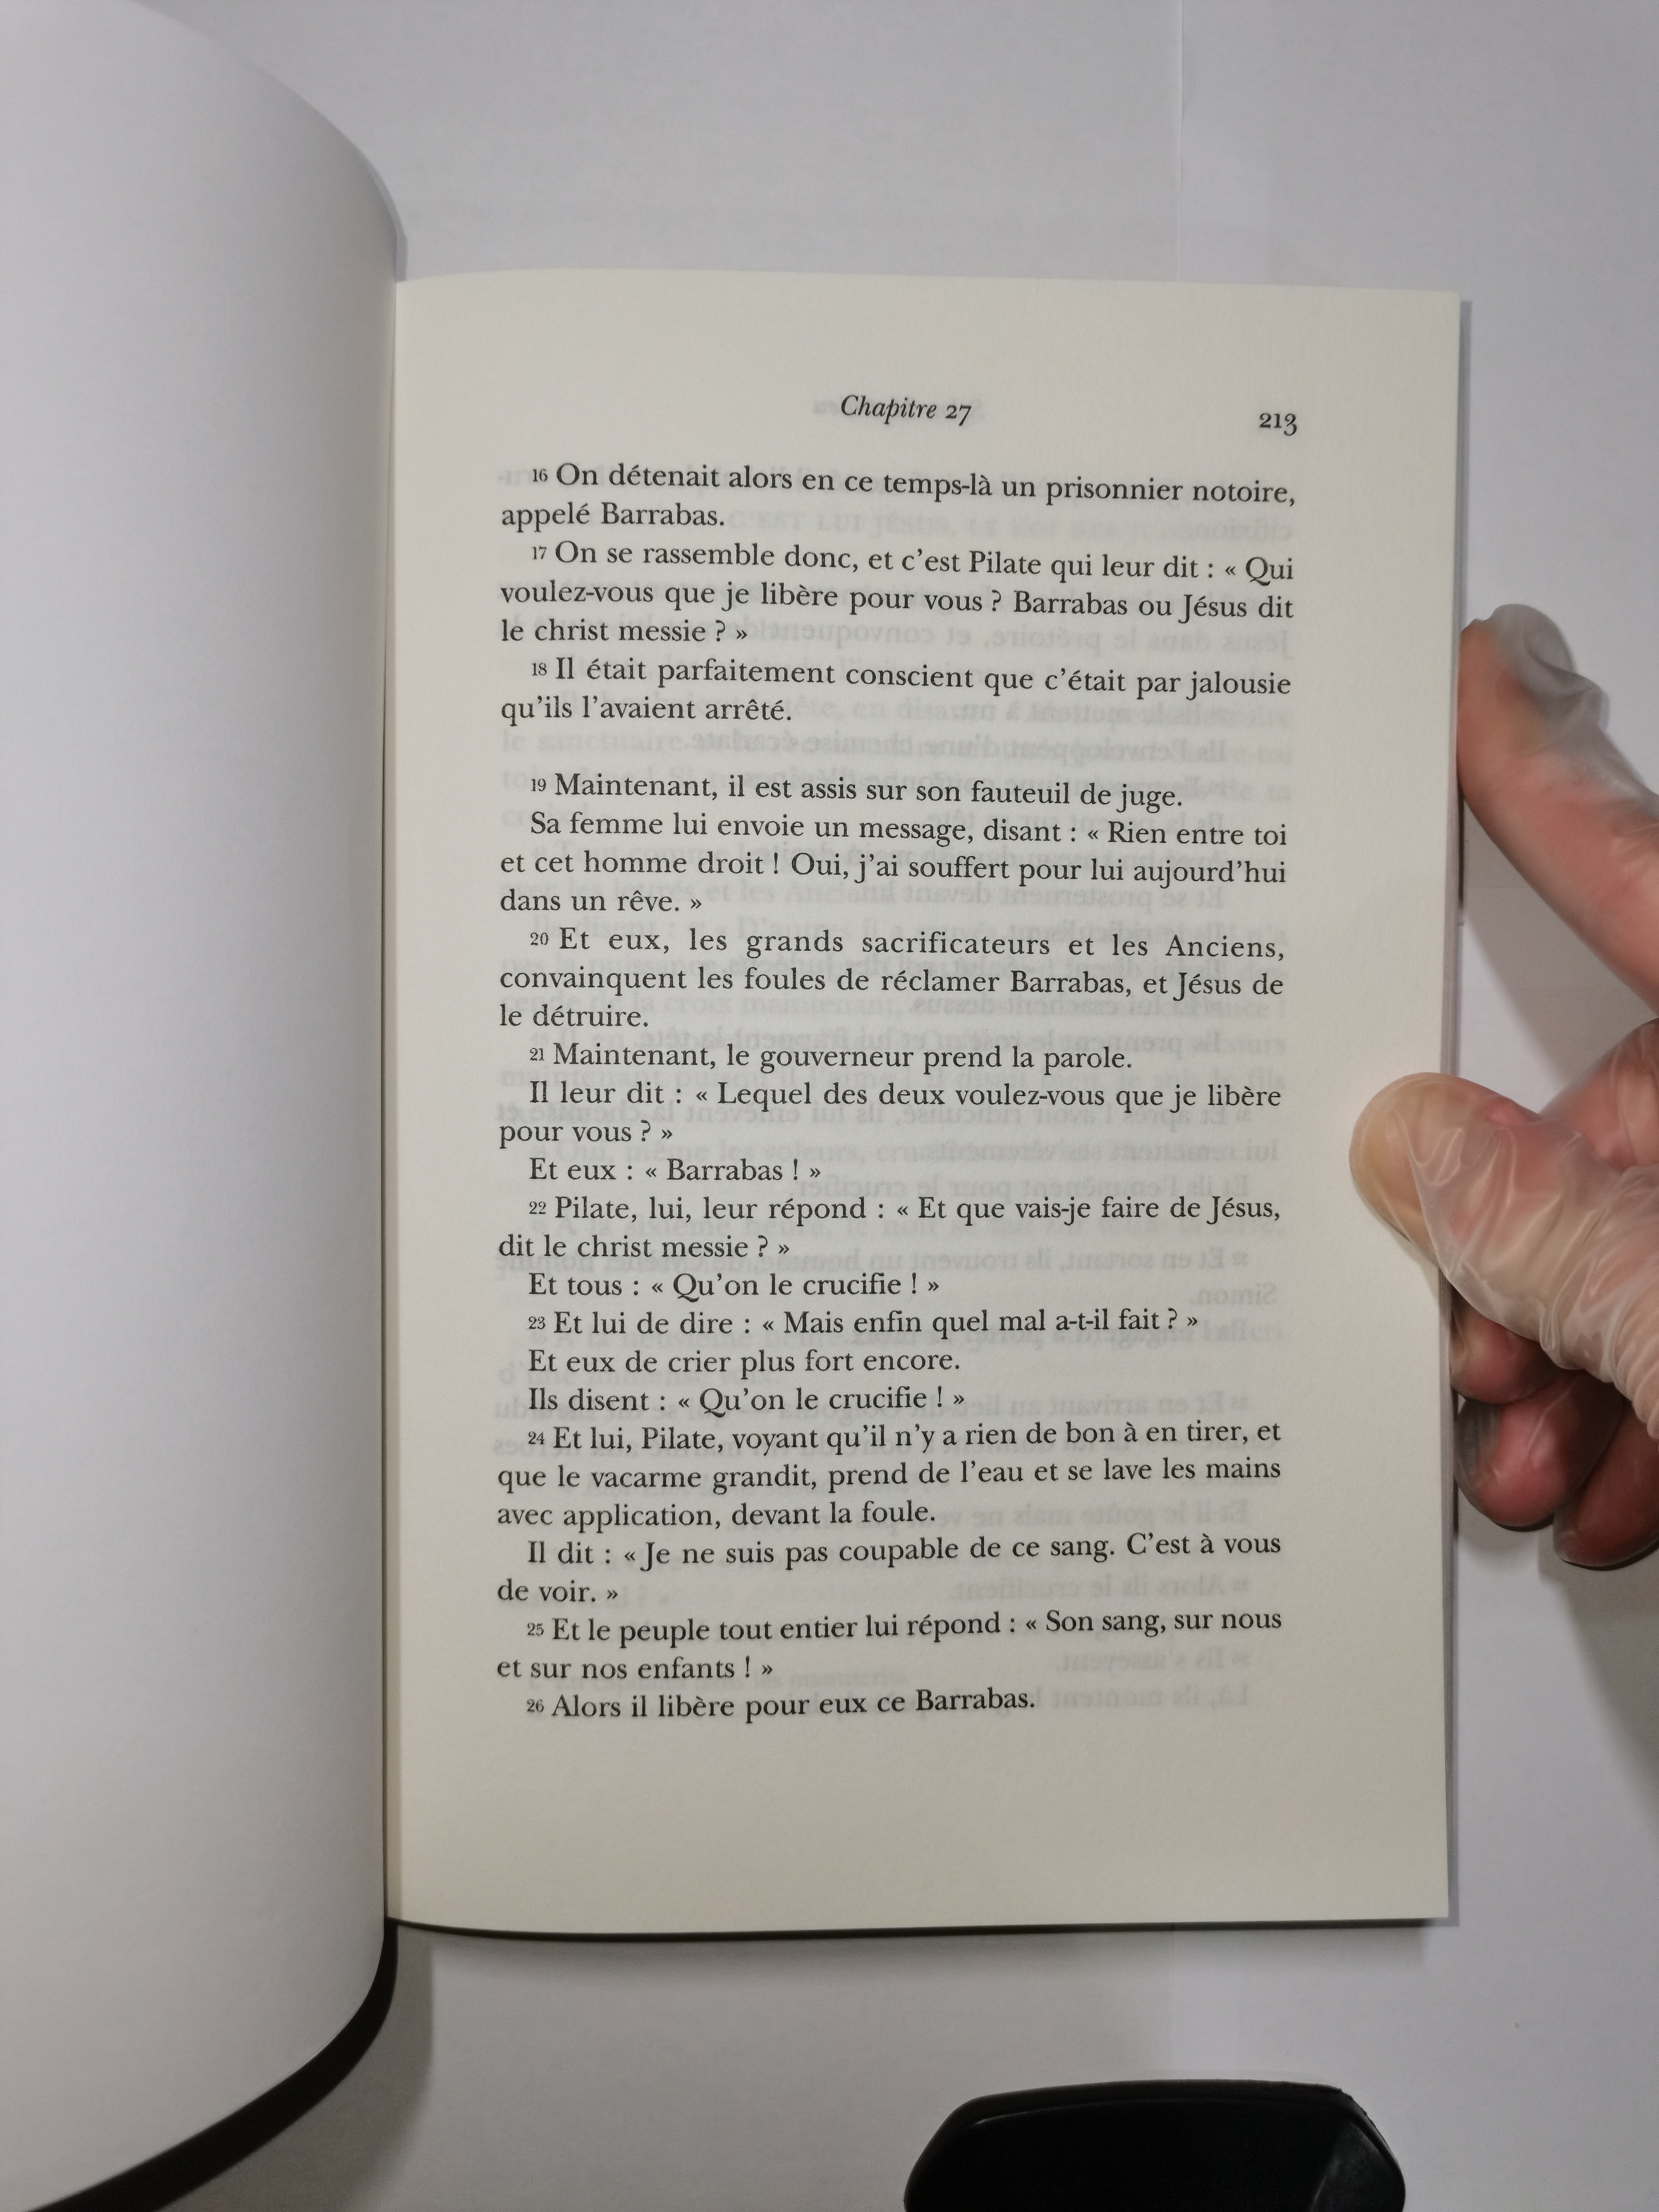 Chapitre 27
213
16 On détenait alors en ce temps-là un prisonnier notoire,
appelé Barrabas.
17 On se rassemble donc, et c’est Pilate qui leur dit : « Qui
voulez-vous que je libère pour vous ? Barrabas ou Jésus dit
le christ messie ? »
18 Il était parfaitement conscient que c’était par jalousie
qu’ils l’avaient arrêté.
19 Maintenant, il est assis sur son fauteuil de juge.
Sa femme lui envoie un message, disant : « Rien entre toi
et cet homme droit ! Oui, j’ai souffert pour lui aujourd’hui
dans un rêve. »
20 Et eux, les grands sacrificateurs et les Anciens,
convainquent les foules de réclamer Barrabas, et Jésus de
le détruire.
21 Maintenant, le gouverneur prend la parole.
Il leur dit : « Lequel des deux voulez-vous que je libère
pour vous ? »
Et eux : « Barrabas ! »
22 Pilate, lui, leur répond : « Et que vais-je faire de Jésus,
dit le christ messie ? »
Et tous : « Qu’on le crucifie ! »
23 Et lui de dire : « Mais enfin quel mal a-t-il fait ? »
Et eux de crier plus fort encore.
Ils disent : « Qu’on le crucifie ! »
24 Et lui, Pilate, voyant qu’il n’y a rien de bon à en tirer, et
que le vacarme grandit, prend de l’eau et se lave les mains
avec application, devant la foule.
Il dit : « Je ne suis pas coupable de ce sang. C’est à vous
de voir. »
25 Et le peuple tout entier lui répond : « Son sang, sur nous
et sur nos enfants ! »
26 Alors il libère pour eux ce Barrabas.